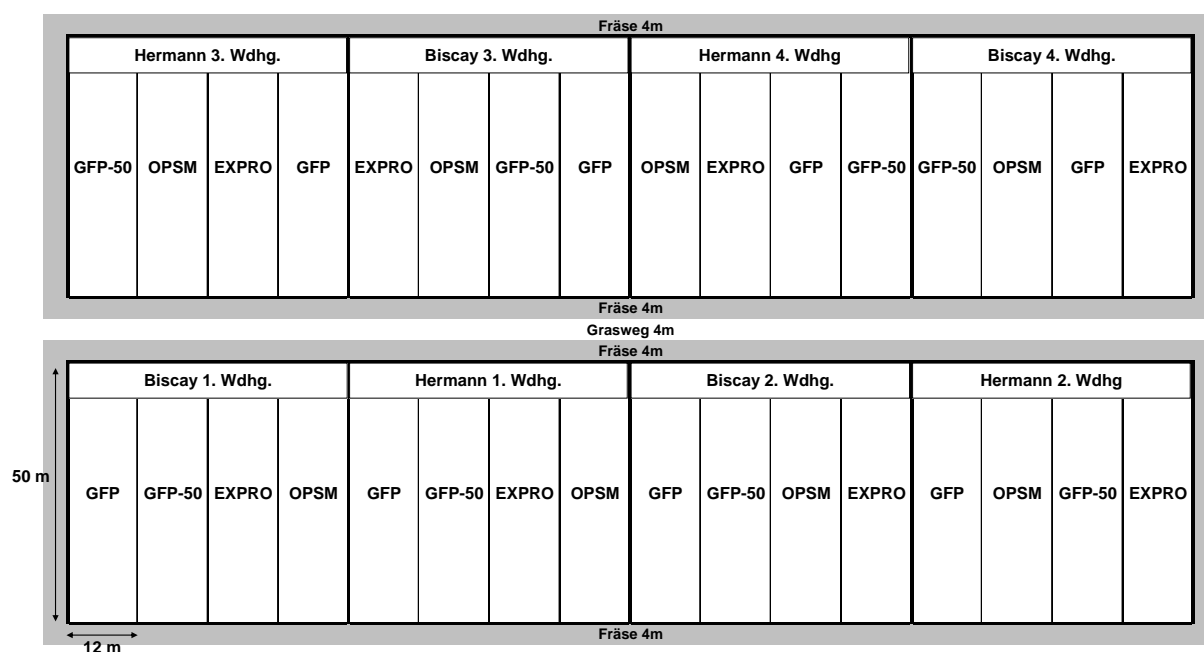 Fräse 4m
Hermann 3. Wdhg. Biscay 3. Wdhg. Hermann 4. Wdhg Biscay 4. Wdhg.
GFP-50 OPSM EXPRO GFP EXPRO OPSM GFP-50 GFP OPSM EXPRO GFP GFP-50 GFP-50 OPSM GFP EXPRO
Fräse 4m
Grasweg 4m
Fräse 4m
Biscay 1. Wdhg. Hermann 1. Wdhg. Biscay 2. Wdhg. Hermann 2. Wdhg
50 m GFP GFP-50 EXPRO OPSM GFP GFP-50 EXPRO OPSM GFP GFP-50 OPSM EXPRO GFP OPSM GFP-50 EXPRO
Fräse 4m
12 m